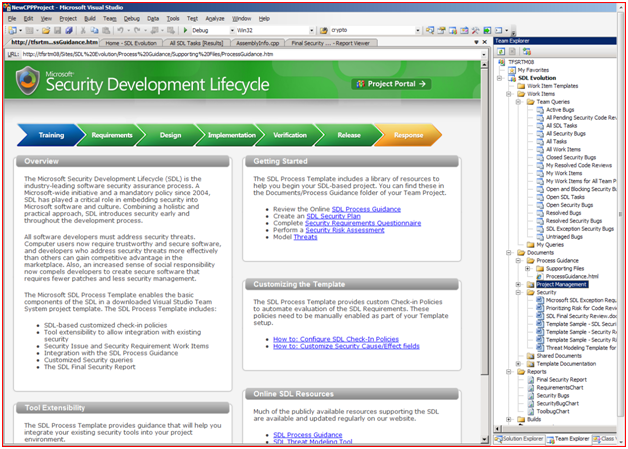 NewCPPProject - Microsoft Visual Studio
File Edit View Project Build Team Debug Data Tools Test Analyze Window Help
Debug Win32 crypto
http://tfsrtm08...ssGuidance.htm Home - SDL Evolution All SDL Tasks [Results] AssemblyInfo.cpp Final Security ... - Report Viewer
URL: http://tfsrtm08/Sites/SDL%20Evolution/Process%20Guidance/Supporting%20Files/ProcessGuidance.htm
Microsoft
Security Development Lifecycle
Project Portal
Training Requirements Design Implementation Verification Release Response
Overview
The Microsoft Security Development Lifecycle (SDL) is the
industry-leading software security assurance process. A
Microsoft-wide initiative and a mandatory policy since 2004,
SDL has played a critical role in embedding security into
Microsoft software and culture. Combining a holistic and
practical approach, SDL introduces security early and
throughout the development process.
All software developers must address security threats.
Computer users now require trustworthy and secure software,
and developers who address security threats more effectively
than others can gain competitive advantage in the
marketplace. Also, an increased sense of social responsibility
now compels developers to create secure software that
requires fewer patches and less security management.
The Microsoft SDL Process Template enables the basic
components of the SDL in a downloaded Visual Studio Team
System project template. The SDL Process Template includes:
SDL-based customized check-in policies
Tool extensibility to allow integration with existing
security
Security Issue and Security Requirement Work Items
Integration with the SDL Process Guidance
Customized Security queries
The SDL Final Security Report
Tool Extensibility
The SDL Process Template provides guidance that will help you
integrate your existing security tools into your project
environment.
Getting Started
The SDL Process Template includes a library of resources to
help you begin your SDL-based project. You can find these in
the Documents/Process Guidance folder of your Team Project.
Review the Online SDL Process Guidance
Create an SDL Security Plan
Complete Security Requirements Questionnaire
Perform a Security Risk Assessment
Model Threats
Customizing the Template
The SDL Process Template provides custom Check-in Policies
to automate evaluation of the SDL Requirements. These
policies need to be manually enabled as part of your Template
setup.
How to: Configure SDL Check-In Policies
How to: Customize Security Cause/Effect fields
Online SDL Resources
Much of the publicly available resources supporting the SDL
are available and updated regularly on our website.
SDL Process Guidance
SDL Threat Modeling Tool
Team Explorer
TFSRTM08
My Favorites
SDL Evolution
Work Item Templates
Work Items
Team Queries
Active Bugs
All Pending Security Code Rev
All SDL Tasks
All Security Bugs
All Tasks
All Work Items
Closed Security Bugs
My Resolved Code Reviews
My Work Items
My Work Items for All Team P
Open and Blocking Security B
Open SDL Tasks
Open Security Bugs
Resolved Bugs
Resolved Security Bugs
SDL Exception Security Bugs
Untriaged Bugs
My Queries
Documents
Process Guidance
Supporting Files
ProcessGuidance.html
Project Management
Security
Microsoft SDL Exception Requ
Prioritizing Risk for Code Revie
SDL Final Security Review.doc
Template Sample - SDL Securi
Template Sample - Security R
Template Sample - Security Ri
Threat Modeling Template for
Shared Documents
Template Documentation
Reports
Final Security Report
RequirementsChart
Security Bugs
SecurityBugChart
ToolbugChart
Builds
Solution Explorer Team Explorer Class V